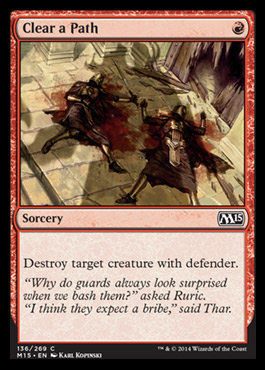 Clear a Path
Sorcery
M15
Destroy target creature with defender.
“Why do guards always look surprised
when we bash them?” asked Ruric.
“I think they expect a bribe,” said Thar.
136/269 C
M15 • EN KARL KOPINSKI
™ & © 2014 Wizards of the Coast